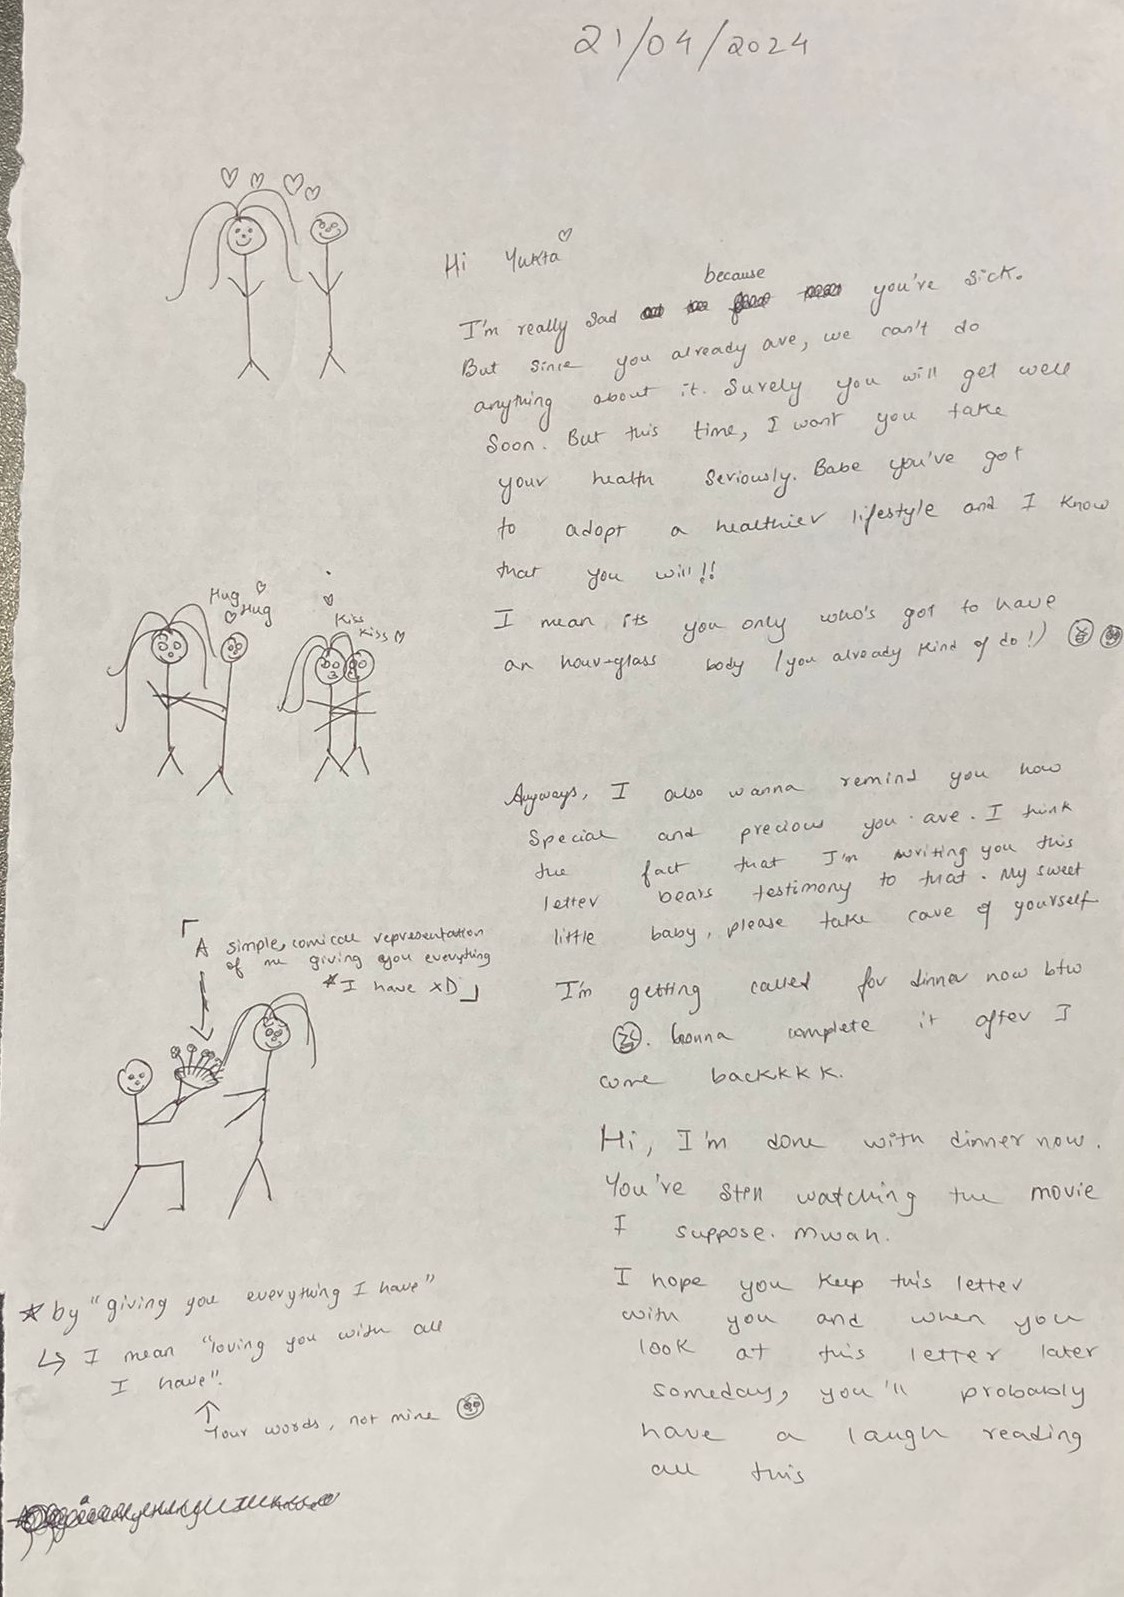 21/04/2024
Hi Yukta
because
I'm really sad you're sick.
But since you already are, we can't do
anything about it. Surely you will get well
soon. But this time, I want you take
your health seriously. Babe you've got
to adopt a healthier lifestyle and I know
that you will!!
I mean its you only who's got to have
an hour-glass body (you already kind of do!)
Anyways, I also wanna remind you how
special and precious you are. I think
the fact that I'm writing you this
letter bears testimony to that. My sweet
little baby, please take care of yourself
I'm getting called for dinner now btw
. Gonna complete it after I
come backkkk.
Hi, I'm done with dinner now.
You're still watching the movie
I suppose. Mwah.
I hope you keep this letter
with you and when you
look at this letter later
someday, you'll probably
have a laugh reading
all this
Hug
Hug
Kiss
Kiss
A simple, comical representation
of me giving you everything
*I have xD
* by "giving you everything I have"
↳ I mean "loving you with all
I have".
↑
Your words, not mine